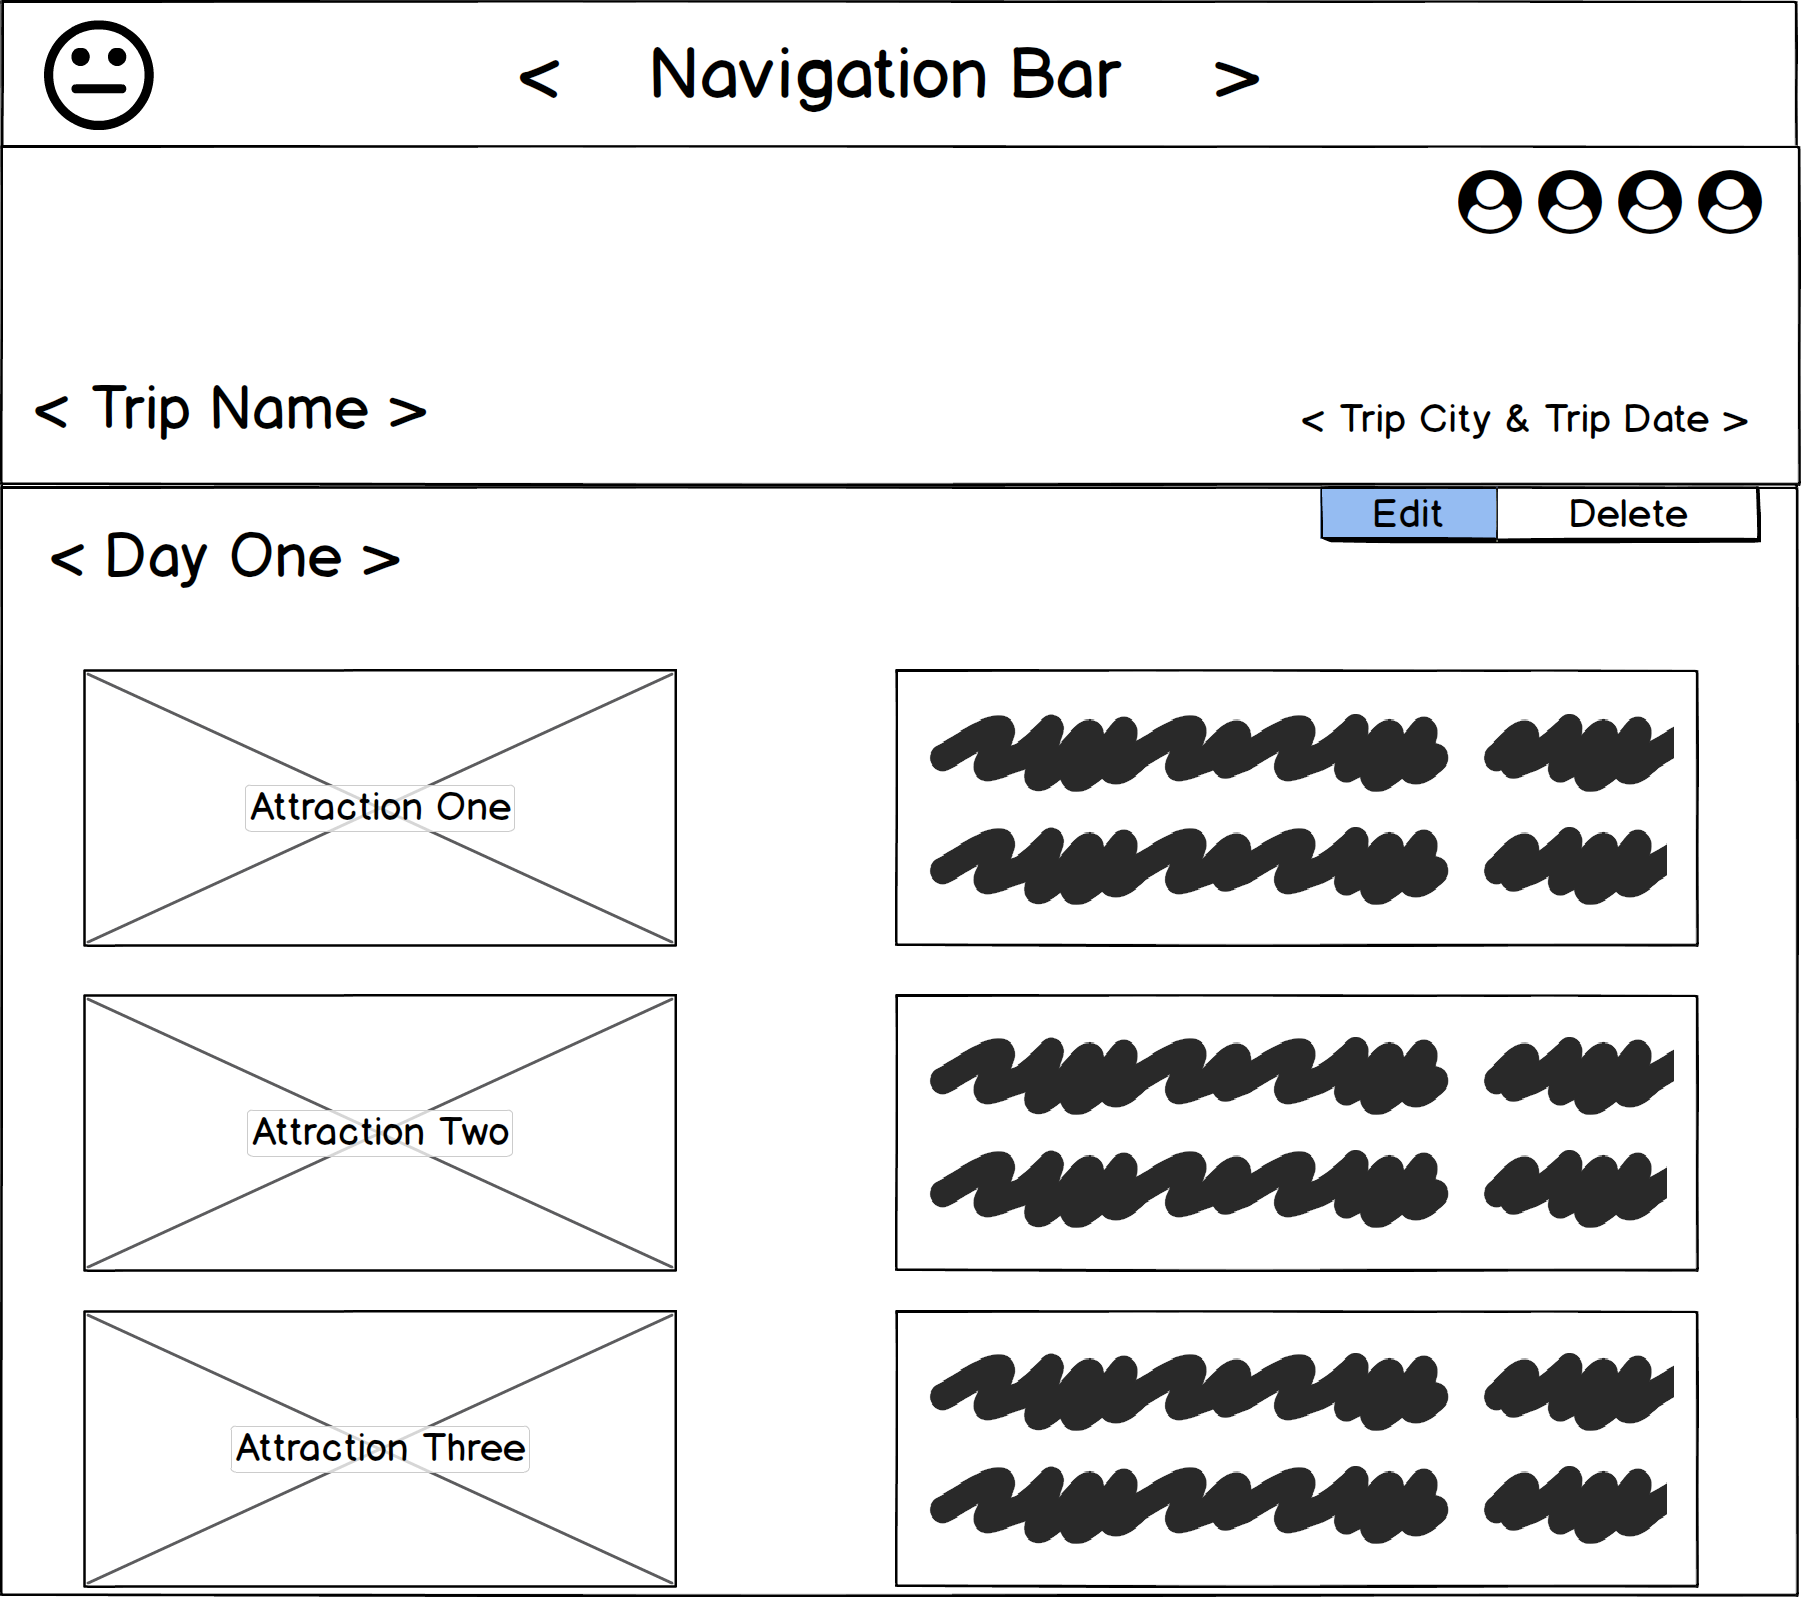 < Navigation Bar >
< Trip Name >
< Trip City & Trip Date >
Edit Delete
< Day One >
Attraction One
Attraction Two
Attraction Three